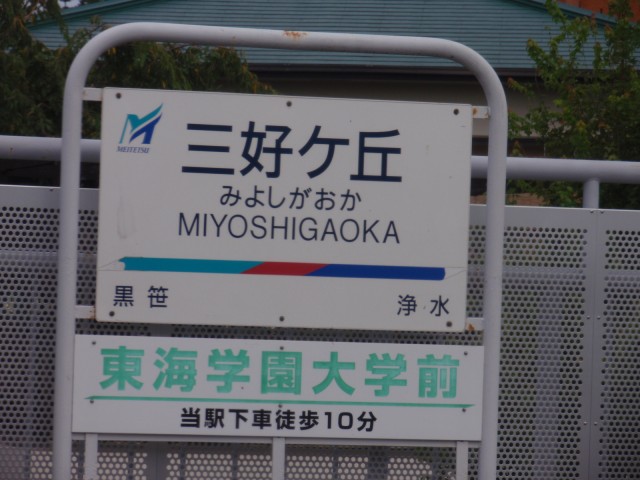 MEITETSU
三好ケ丘
みよしがおか
MIYOSHIGAOKA
黒笹 浄水
東海学園大学前
当駅下車徒歩10分